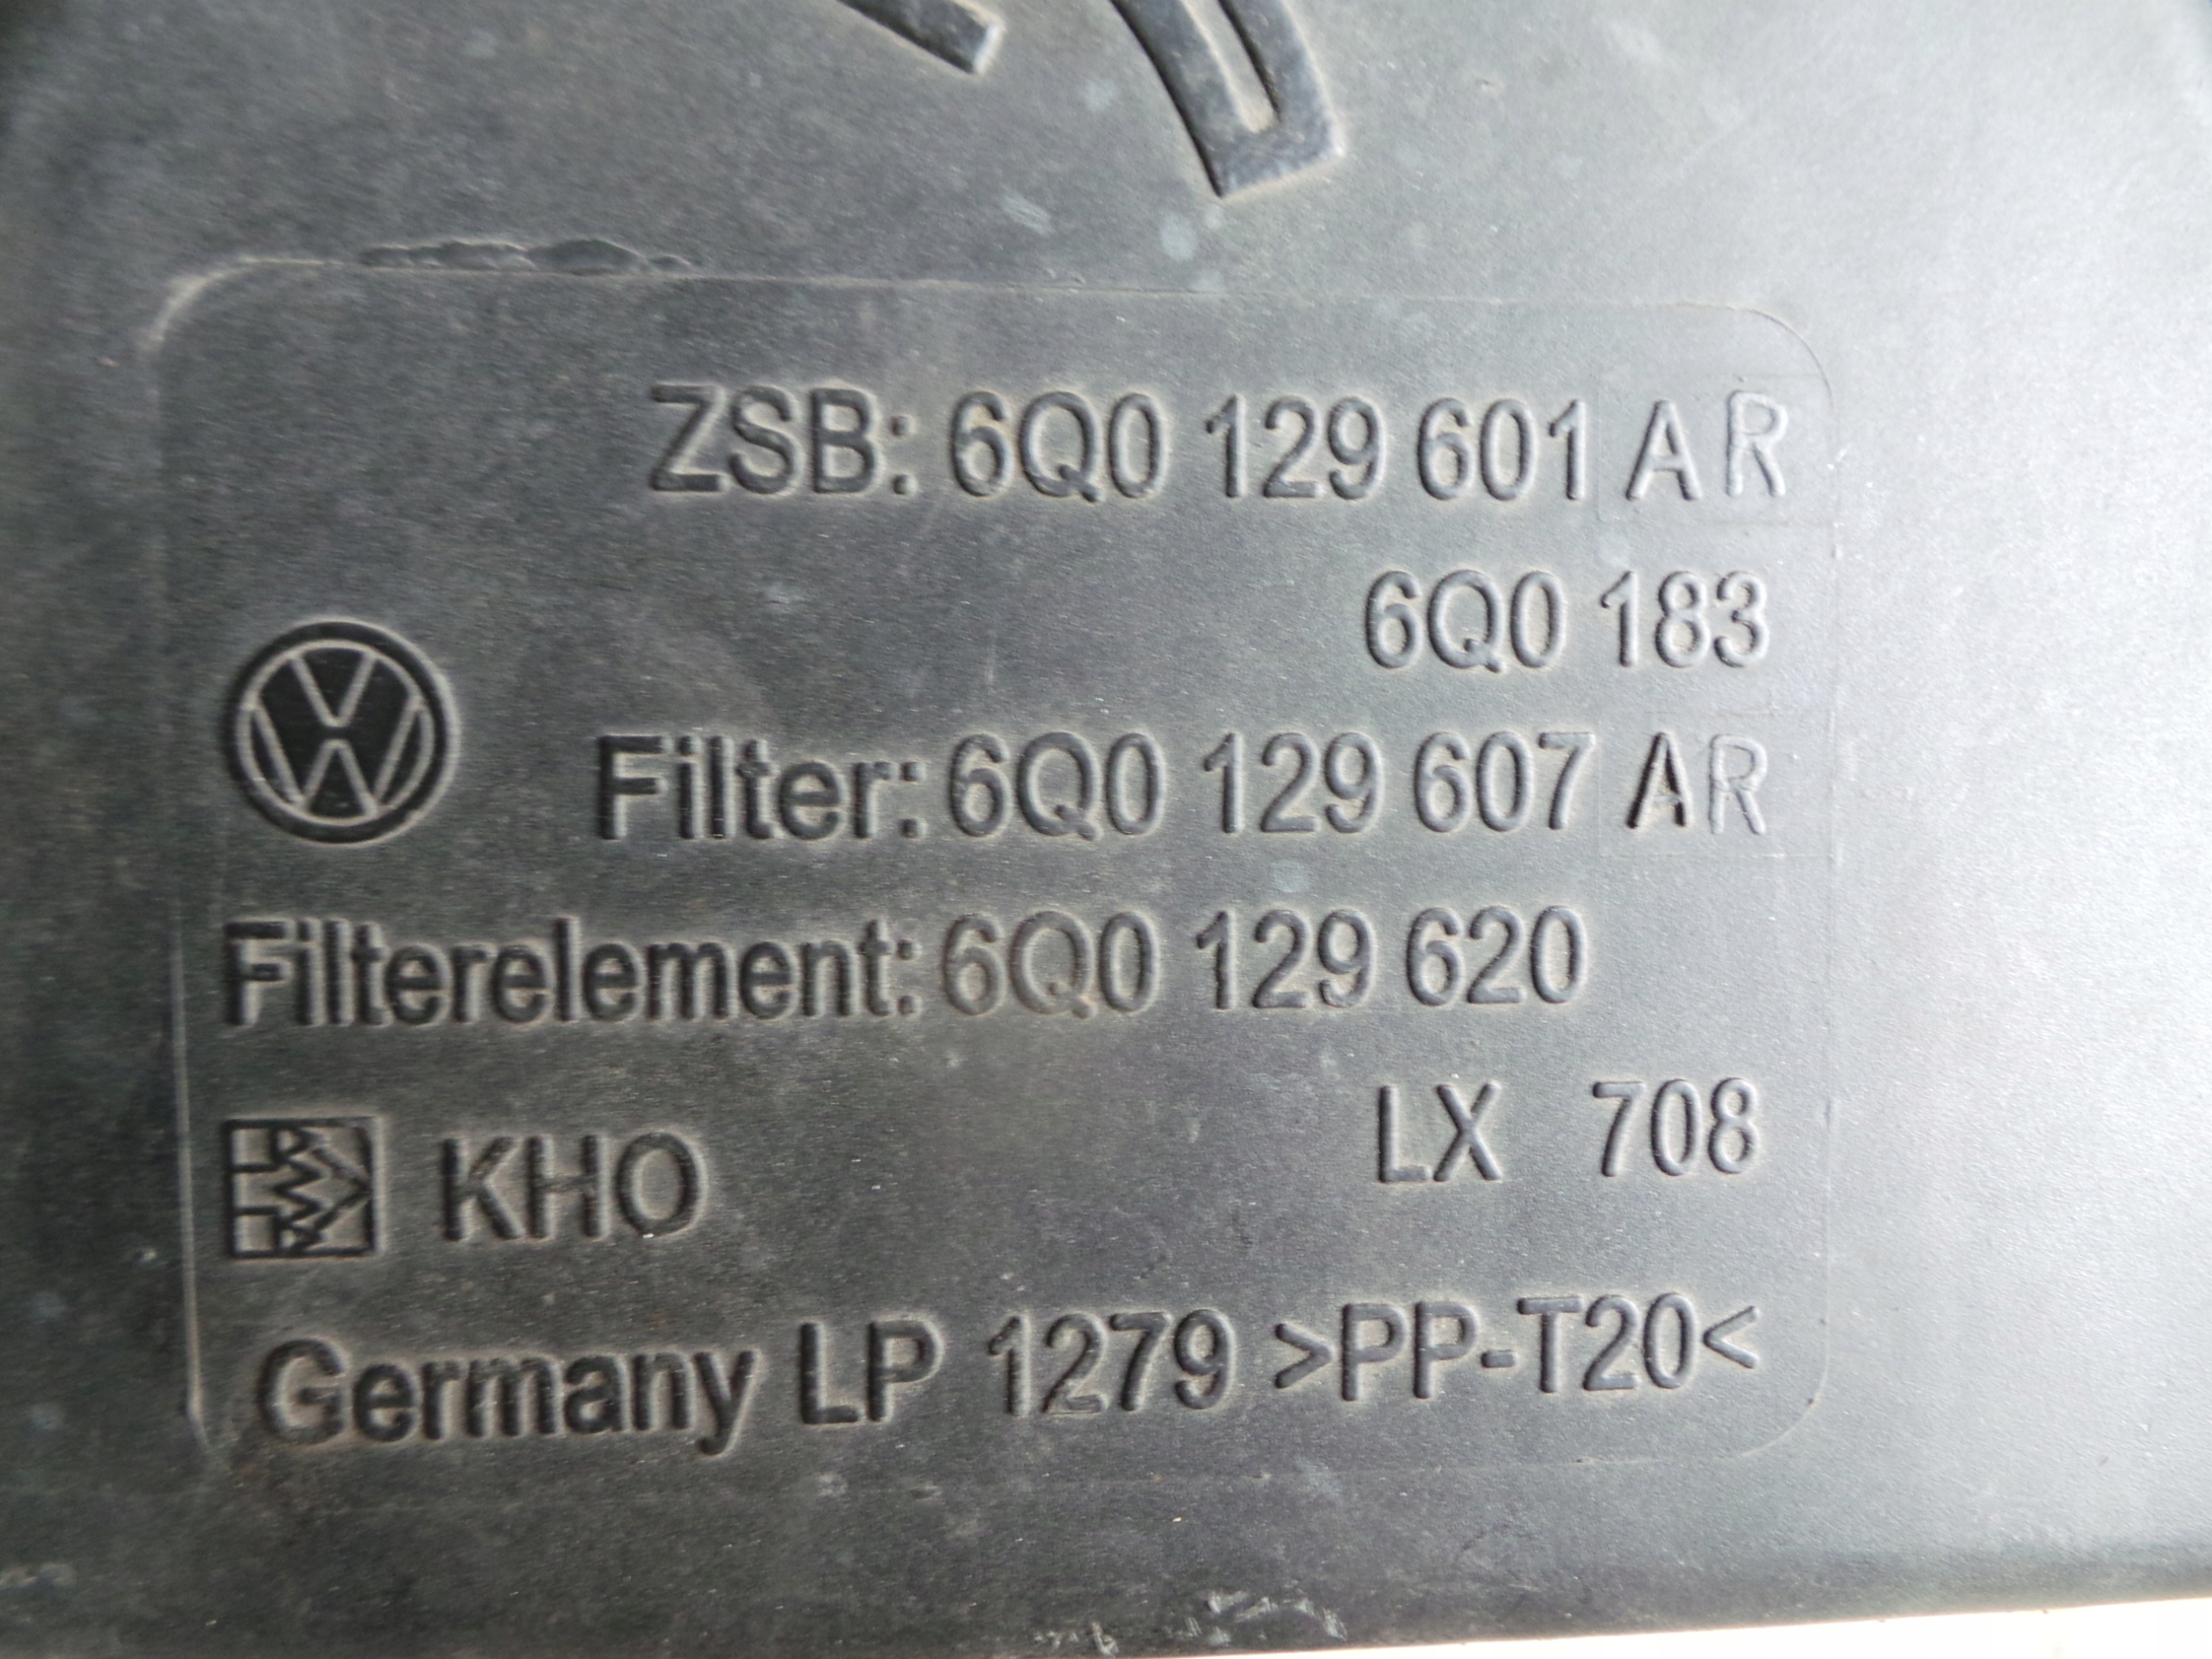 ZSB: 6Q0 129 601 AR
6Q0 183
Filter: 6Q0 129 607 AR
Filterelement: 6Q0 129 620
KHO LX 708
Germany LP 1279 >PP-T20<